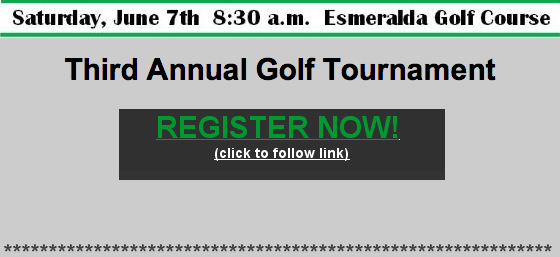 Saturday, June 7th 8:30 a.m. Esmeralda Golf Course
Third Annual Golf Tournament
REGISTER NOW!
(click to follow link)
*************************************************************